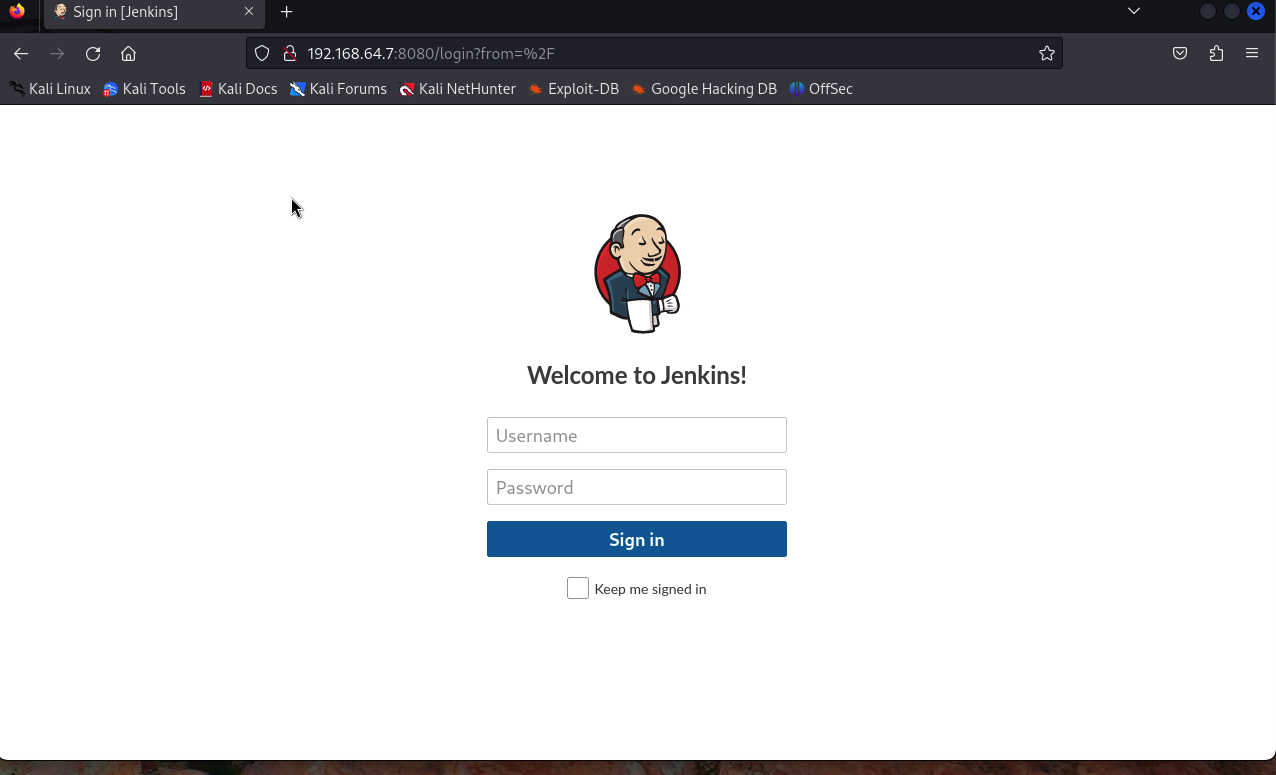 Sign in [Jenkins]
192.168.64.7:8080/login?from=%2F
Kali Linux Kali Tools Kali Docs Kali Forums Kali NetHunter Exploit-DB Google Hacking DB OffSec
Welcome to Jenkins!
Username
Password
Sign in
Keep me signed in